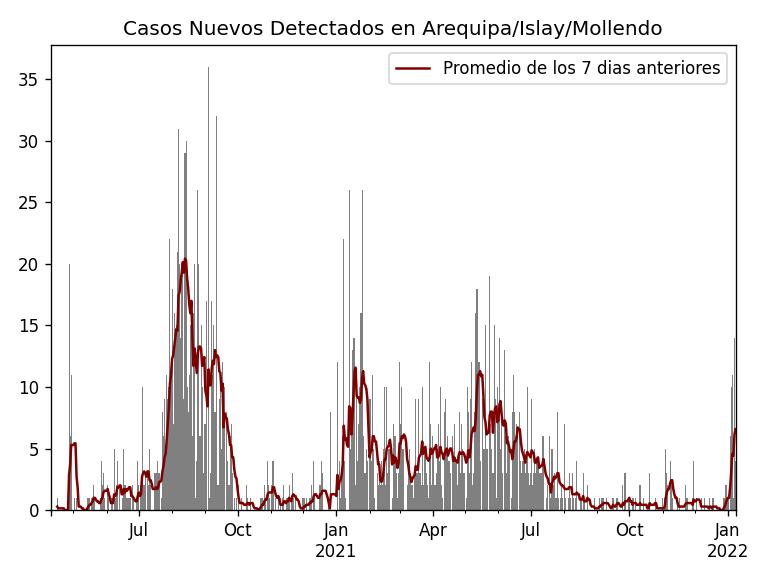 Casos Nuevos Detectados en Arequipa/Islay/Mollendo
Promedio de los 7 dias anteriores
35
30
25
20
15
10
5
0
Jul
Oct
Jan
2021
Apr
Jul
Oct
Jan
2022